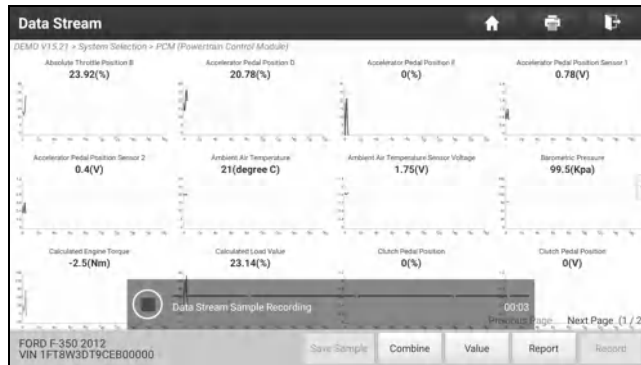 Data Stream
DEMO V15.21 > System Selection > PCM (Powertrain Control Module)
Absolute Throttle Position B
23.92(%)
Accelerator Pedal Position D
20.78(%)
Accelerator Pedal Position E
0(%)
Accelerator Pedal Position Sensor 1
0.78(V)
Accelerator Pedal Position Sensor 2
0.4(V)
Ambient Air Temperature
21(degree C)
Ambient Air Temperature Sensor Voltage
1.75(V)
Barometric Pressure
99.5(Kpa)
Calculated Engine Torque
-2.5(Nm)
Calculated Load Value
23.14(%)
Clutch Pedal Position
0(%)
Clutch Pedal Position
0(V)
Data Stream Sample Recording
00:03
Previous Page
Next Page (1/2
FORD F-350 2012
VIN 1FT8W3DT9CEB00000
Save Sample
Combine
Value
Report
Record